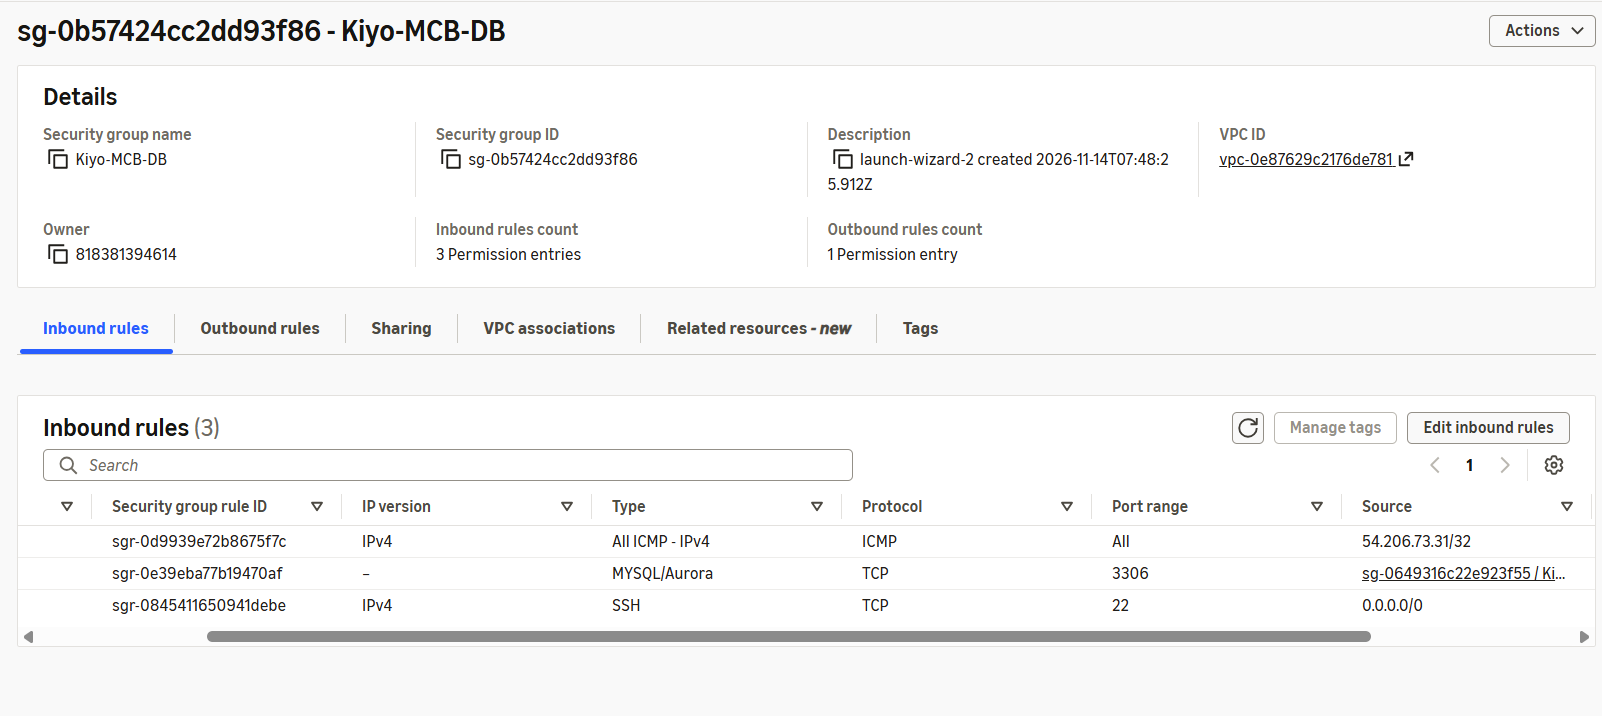 sg-0b57424cc2dd93f86 - Kiyo-MCB-DB
Actions
Details
Security group name
Kiyo-MCB-DB
Security group ID
sg-0b57424cc2dd93f86
Description
launch-wizard-2 created 2026-11-14T07:48:2
5.912Z
VPC ID
vpc-0e87629c2176de781
Owner
818381394614
Inbound rules count
3 Permission entries
Outbound rules count
1 Permission entry
Inbound rules
Outbound rules
Sharing
VPC associations
Related resources - new
Tags
Inbound rules (3)
Manage tags
Edit inbound rules
Search
1
Security group rule ID IP version Type Protocol Port range Source
sgr-0d9939e72b8675f7c IPv4 All ICMP - IPv4 ICMP All 54.206.73.31/32
sgr-0e39eba77b19470af – MYSQL/Aurora TCP 3306 sg-0649316c22e923f55 / Ki...
sgr-0845411650941debe IPv4 SSH TCP 22 0.0.0.0/0